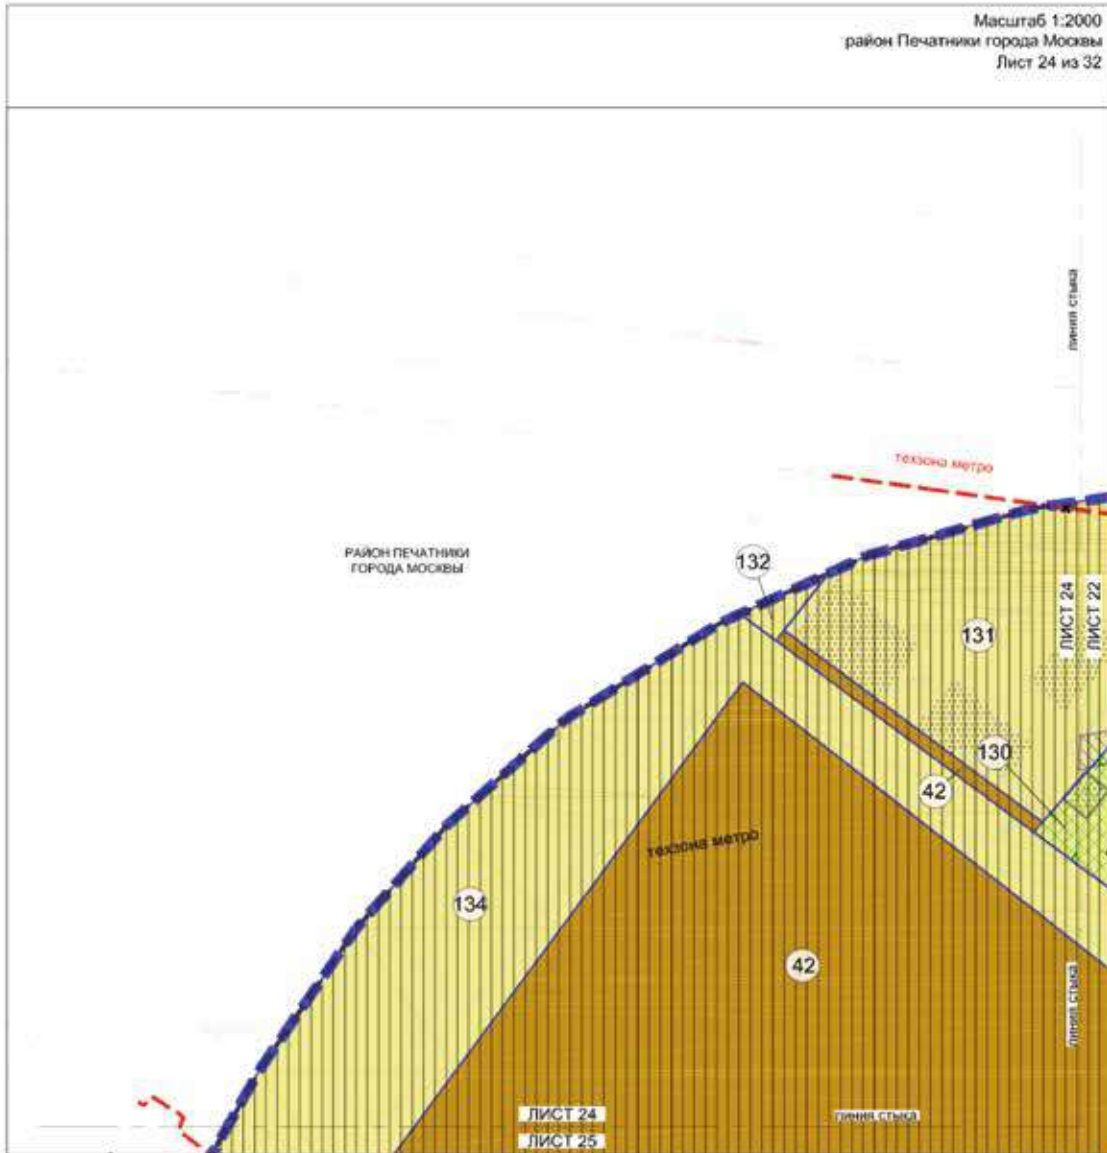 Масштаб 1:2000
район Печатники города Москвы
Лист 24 из 32
линия стыка
техзона метро
РАЙОН ПЕЧАТНИКИ
ГОРОДА МОСКВЫ
132
131
ЛИСТ 24
ЛИСТ 22
130
42
техзона метро
134
42
линия стыка
ЛИСТ 24
линия стыка
ЛИСТ 25